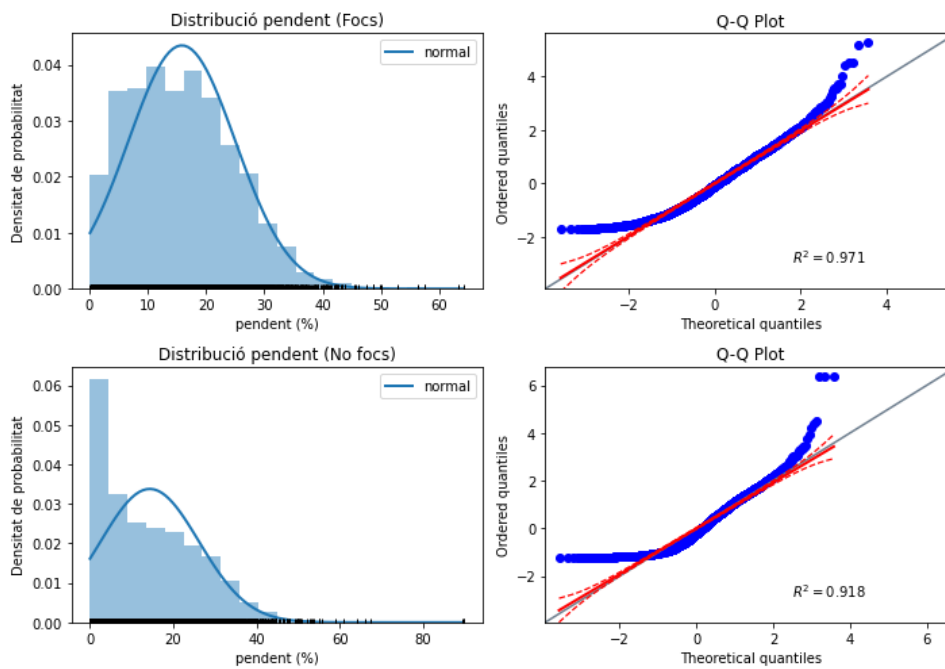 Distribució pendent (Focs)
Densitat de probabilitat
0.04
0.03
0.02
0.01
0.00
normal
0 10 20 30 40 50 60
pendent (%)
Q-Q Plot
Ordered quantiles
4
2
0
−2
R² = 0.971
−2 0 2 4
Theoretical quantiles
Distribució pendent (No focs)
Densitat de probabilitat
0.06
0.05
0.04
0.03
0.02
0.01
0.00
normal
0 20 40 60 80
pendent (%)
Q-Q Plot
Ordered quantiles
6
4
2
0
−2
R² = 0.918
−2 0 2 4 6
Theoretical quantiles